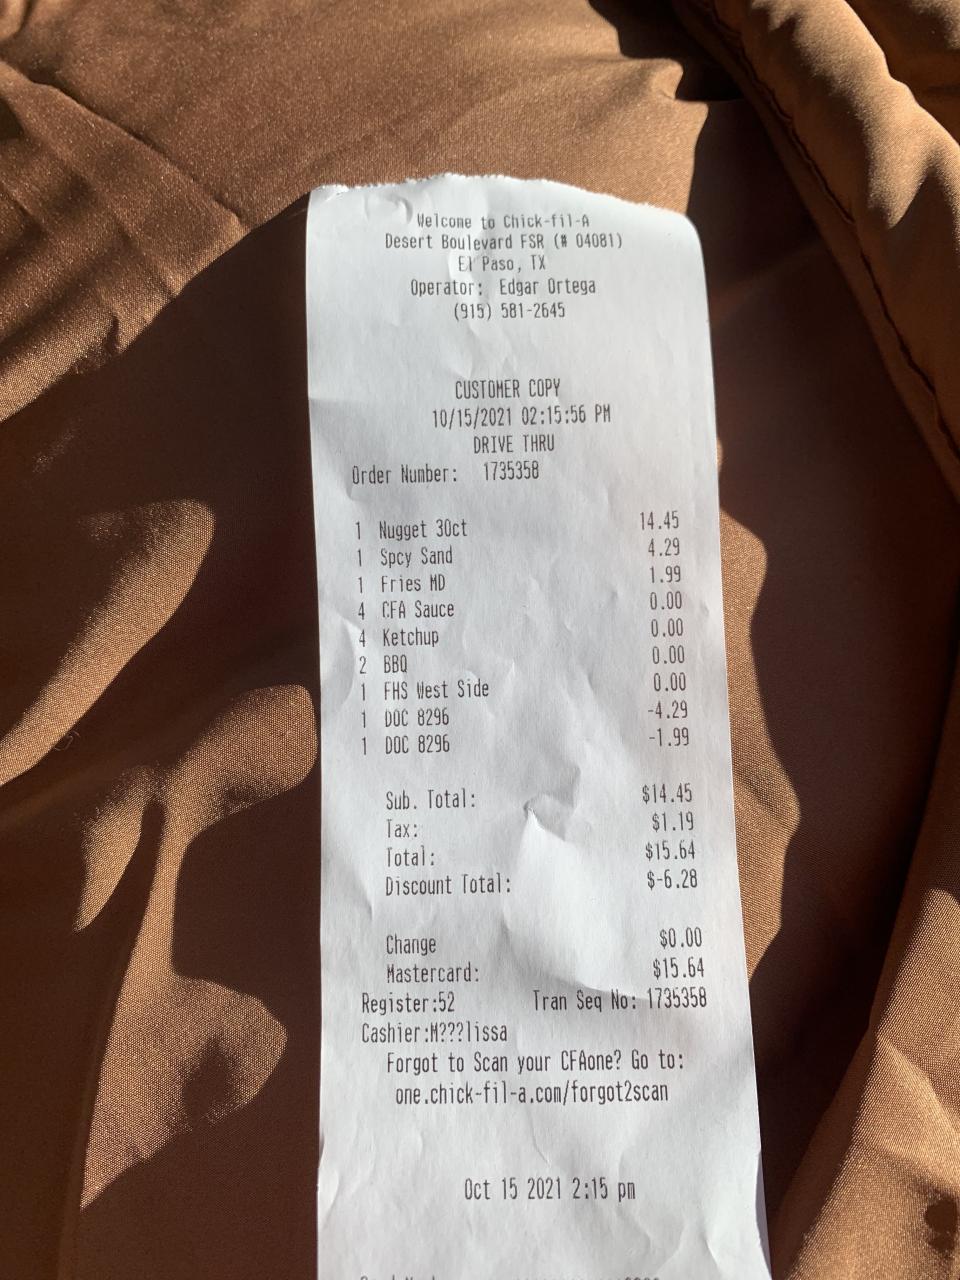 Welcome to Chick-fil-A
Desert Boulevard FSR (# 04081)
El Paso, TX
Operator: Edgar Ortega
(915) 581-2645
CUSTOMER COPY
10/15/2021 02:15:56 PM
DRIVE THRU
Order Number: 1735358
1 Nugget 30ct 14.45
1 Spcy Sand 4.29
1 Fries MD 1.99
4 CFA Sauce 0.00
4 Ketchup 0.00
2 BBQ 0.00
1 FHS West Side 0.00
1 DOC 8296 -4.29
1 DOC 8296 -1.99
Sub. Total: $14.45
Tax: $1.19
Total: $15.64
Discount Total: $-6.28
Change $0.00
Mastercard: $15.64
Register:52 Tran Seq No: 1735358
Cashier:M???lissa
Forgot to Scan your CFAone? Go to:
one.chick-fil-a.com/forgot2scan
Oct 15 2021 2:15 pm